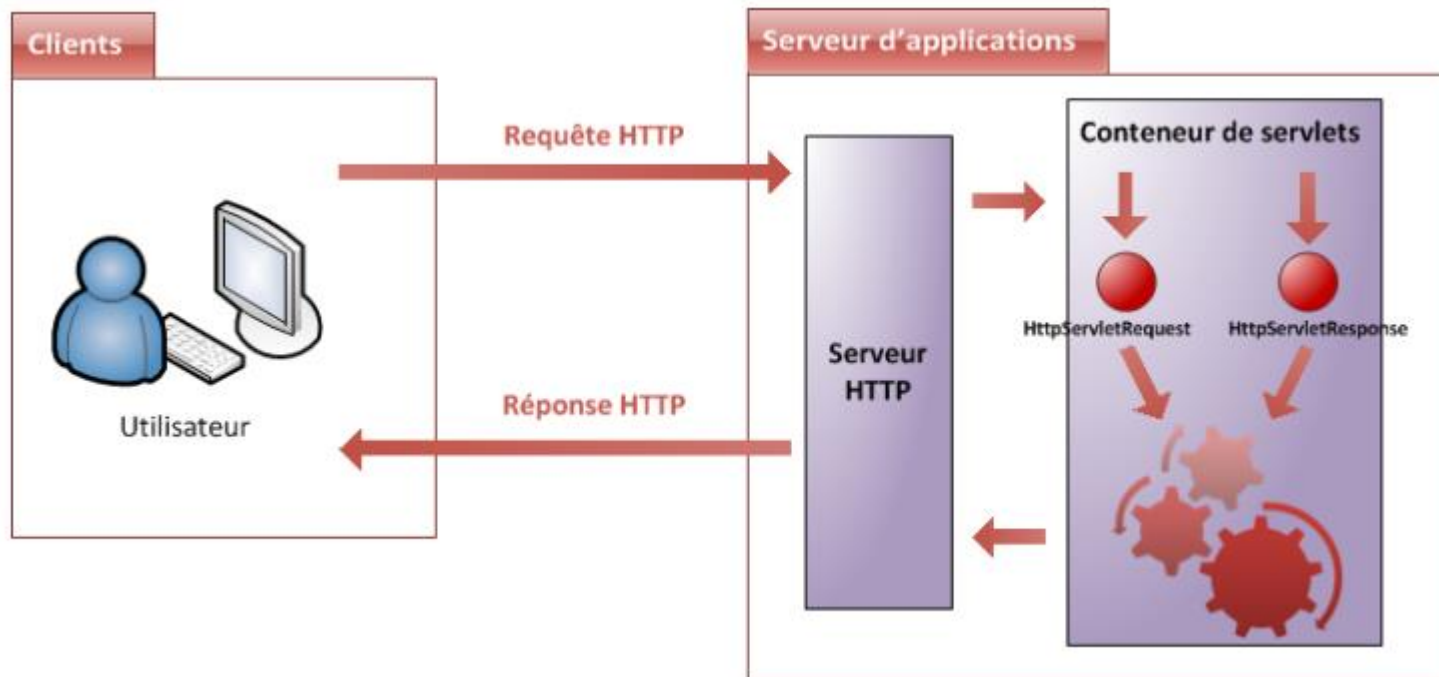 Clients
Serveur d'applications
Requête HTTP
Conteneur de servlets
HttpServletRequest
HttpServletResponse
Serveur
HTTP
Réponse HTTP
Utilisateur